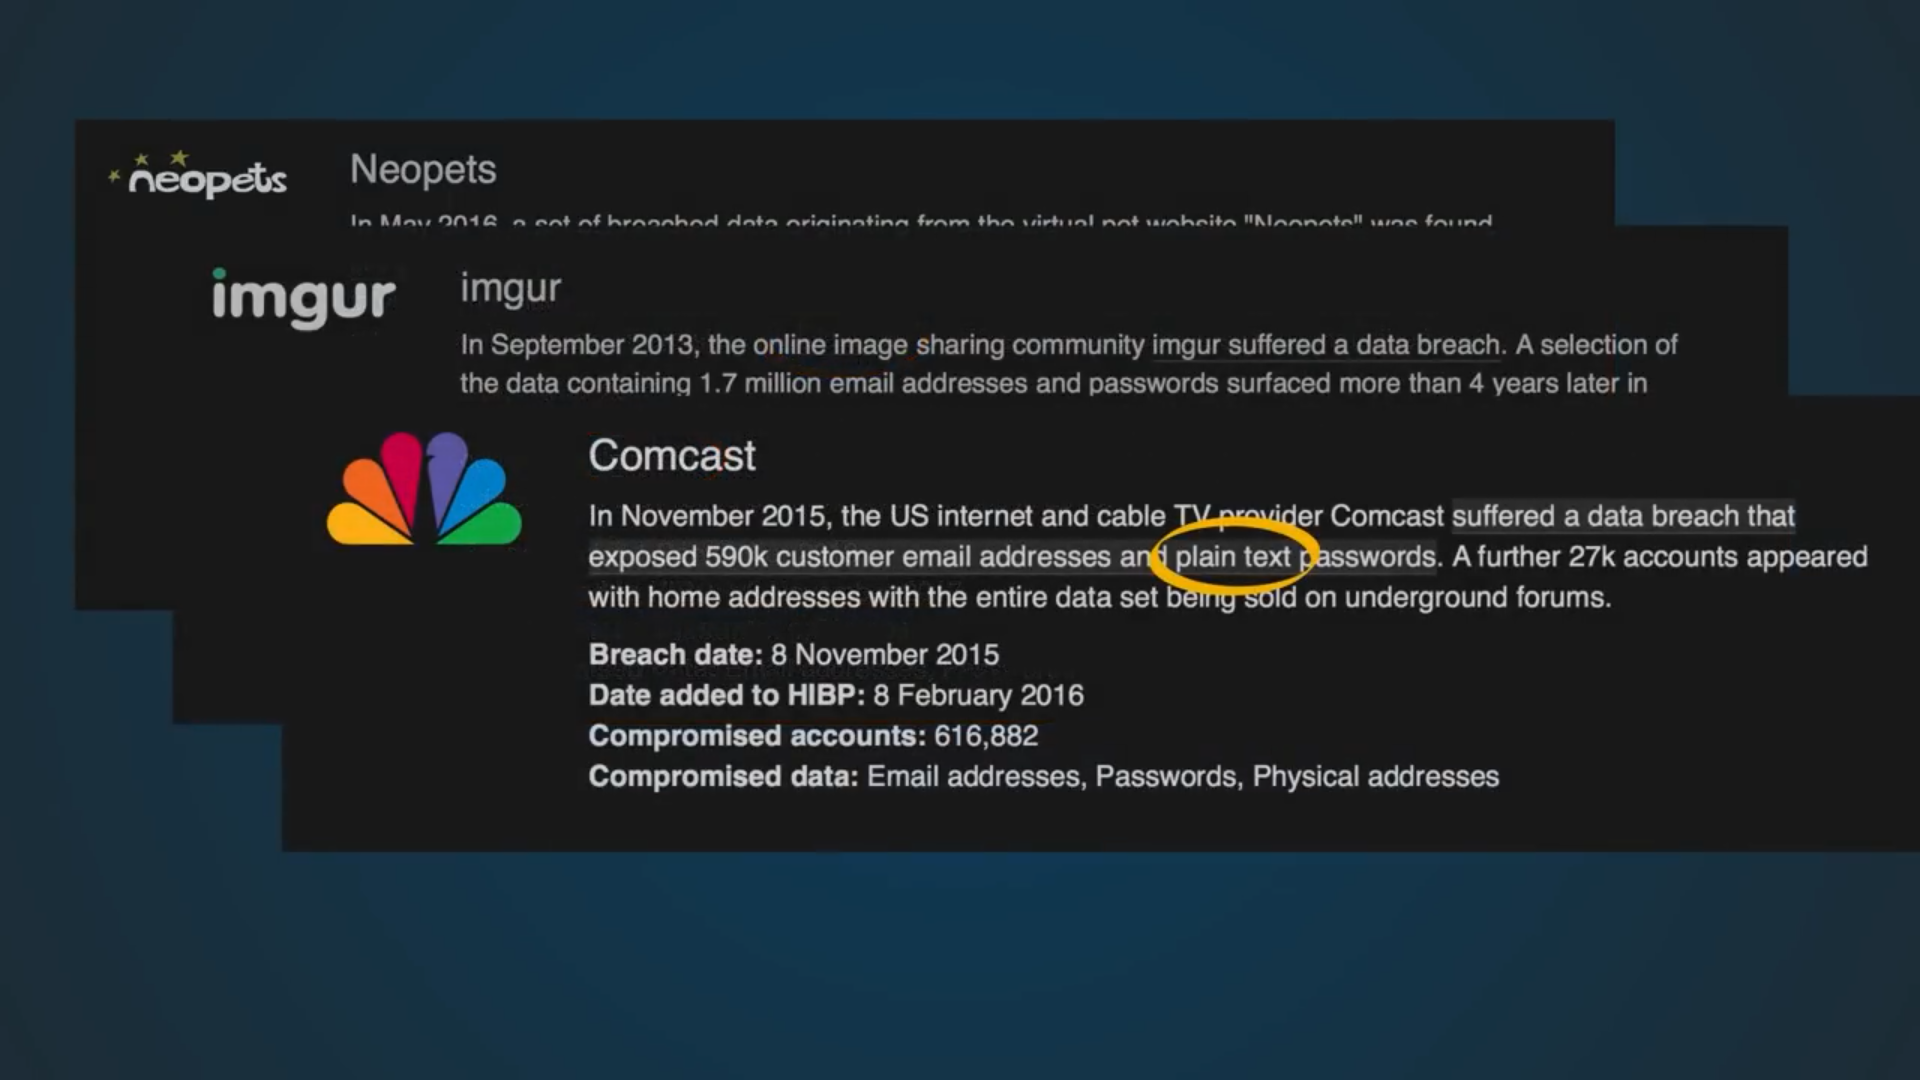 neopets
Neopets
In May 2016, a set of breached data originating from the virtual pet website "Neopets" was found
imgur
imgur
In September 2013, the online image sharing community imgur suffered a data breach. A selection of
the data containing 1.7 million email addresses and passwords surfaced more than 4 years later in
Comcast
In November 2015, the US internet and cable TV provider Comcast suffered a data breach that
exposed 590k customer email addresses and plain text passwords. A further 27k accounts appeared
with home addresses with the entire data set being sold on underground forums.
Breach date: 8 November 2015
Date added to HIBP: 8 February 2016
Compromised accounts: 616,882
Compromised data: Email addresses, Passwords, Physical addresses